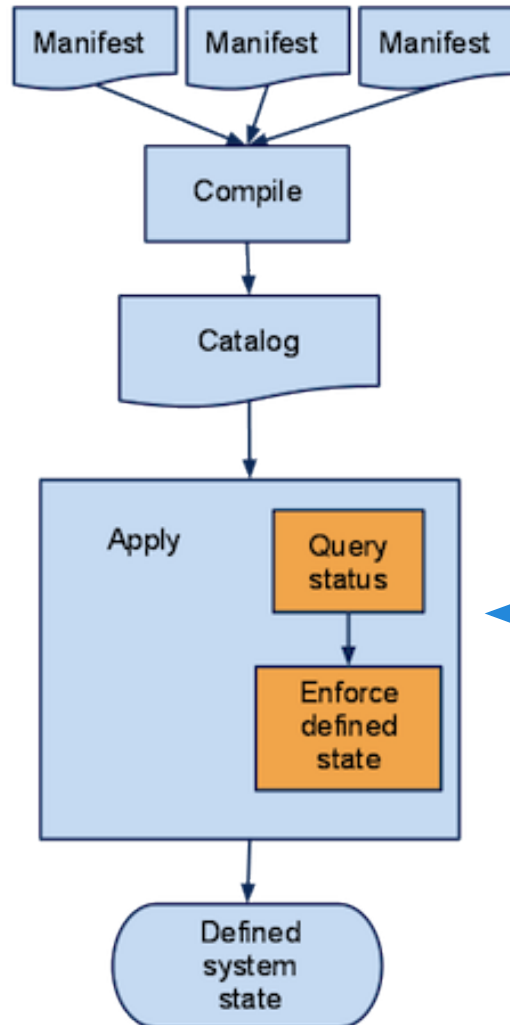 Manifest
Manifest
Manifest
Compile
Catalog
Apply
Query
status
Enforce
defined
state
Defined
system
state